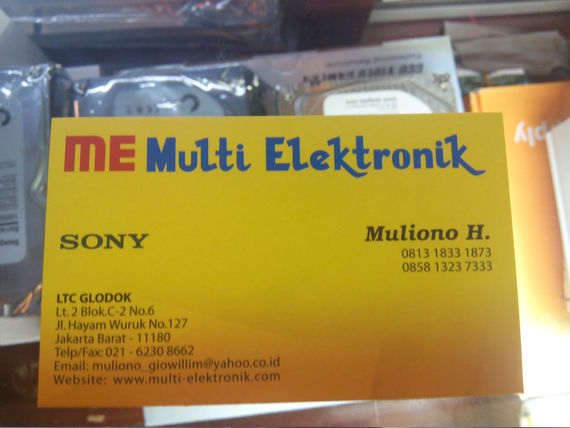 ME Multi Elektronik
SONY
Muliono H.
0813 1833 1873
0858 1323 7333
LTC GLODOK
Lt. 2 Blok.C-2 No.6
Jl. Hayam Wuruk No.127
Jakarta Barat - 11180
Telp/Fax: 021 - 6230 8662
Email: muliono_giowillim@yahoo.co.id
Website: www.multi-elektronik.com